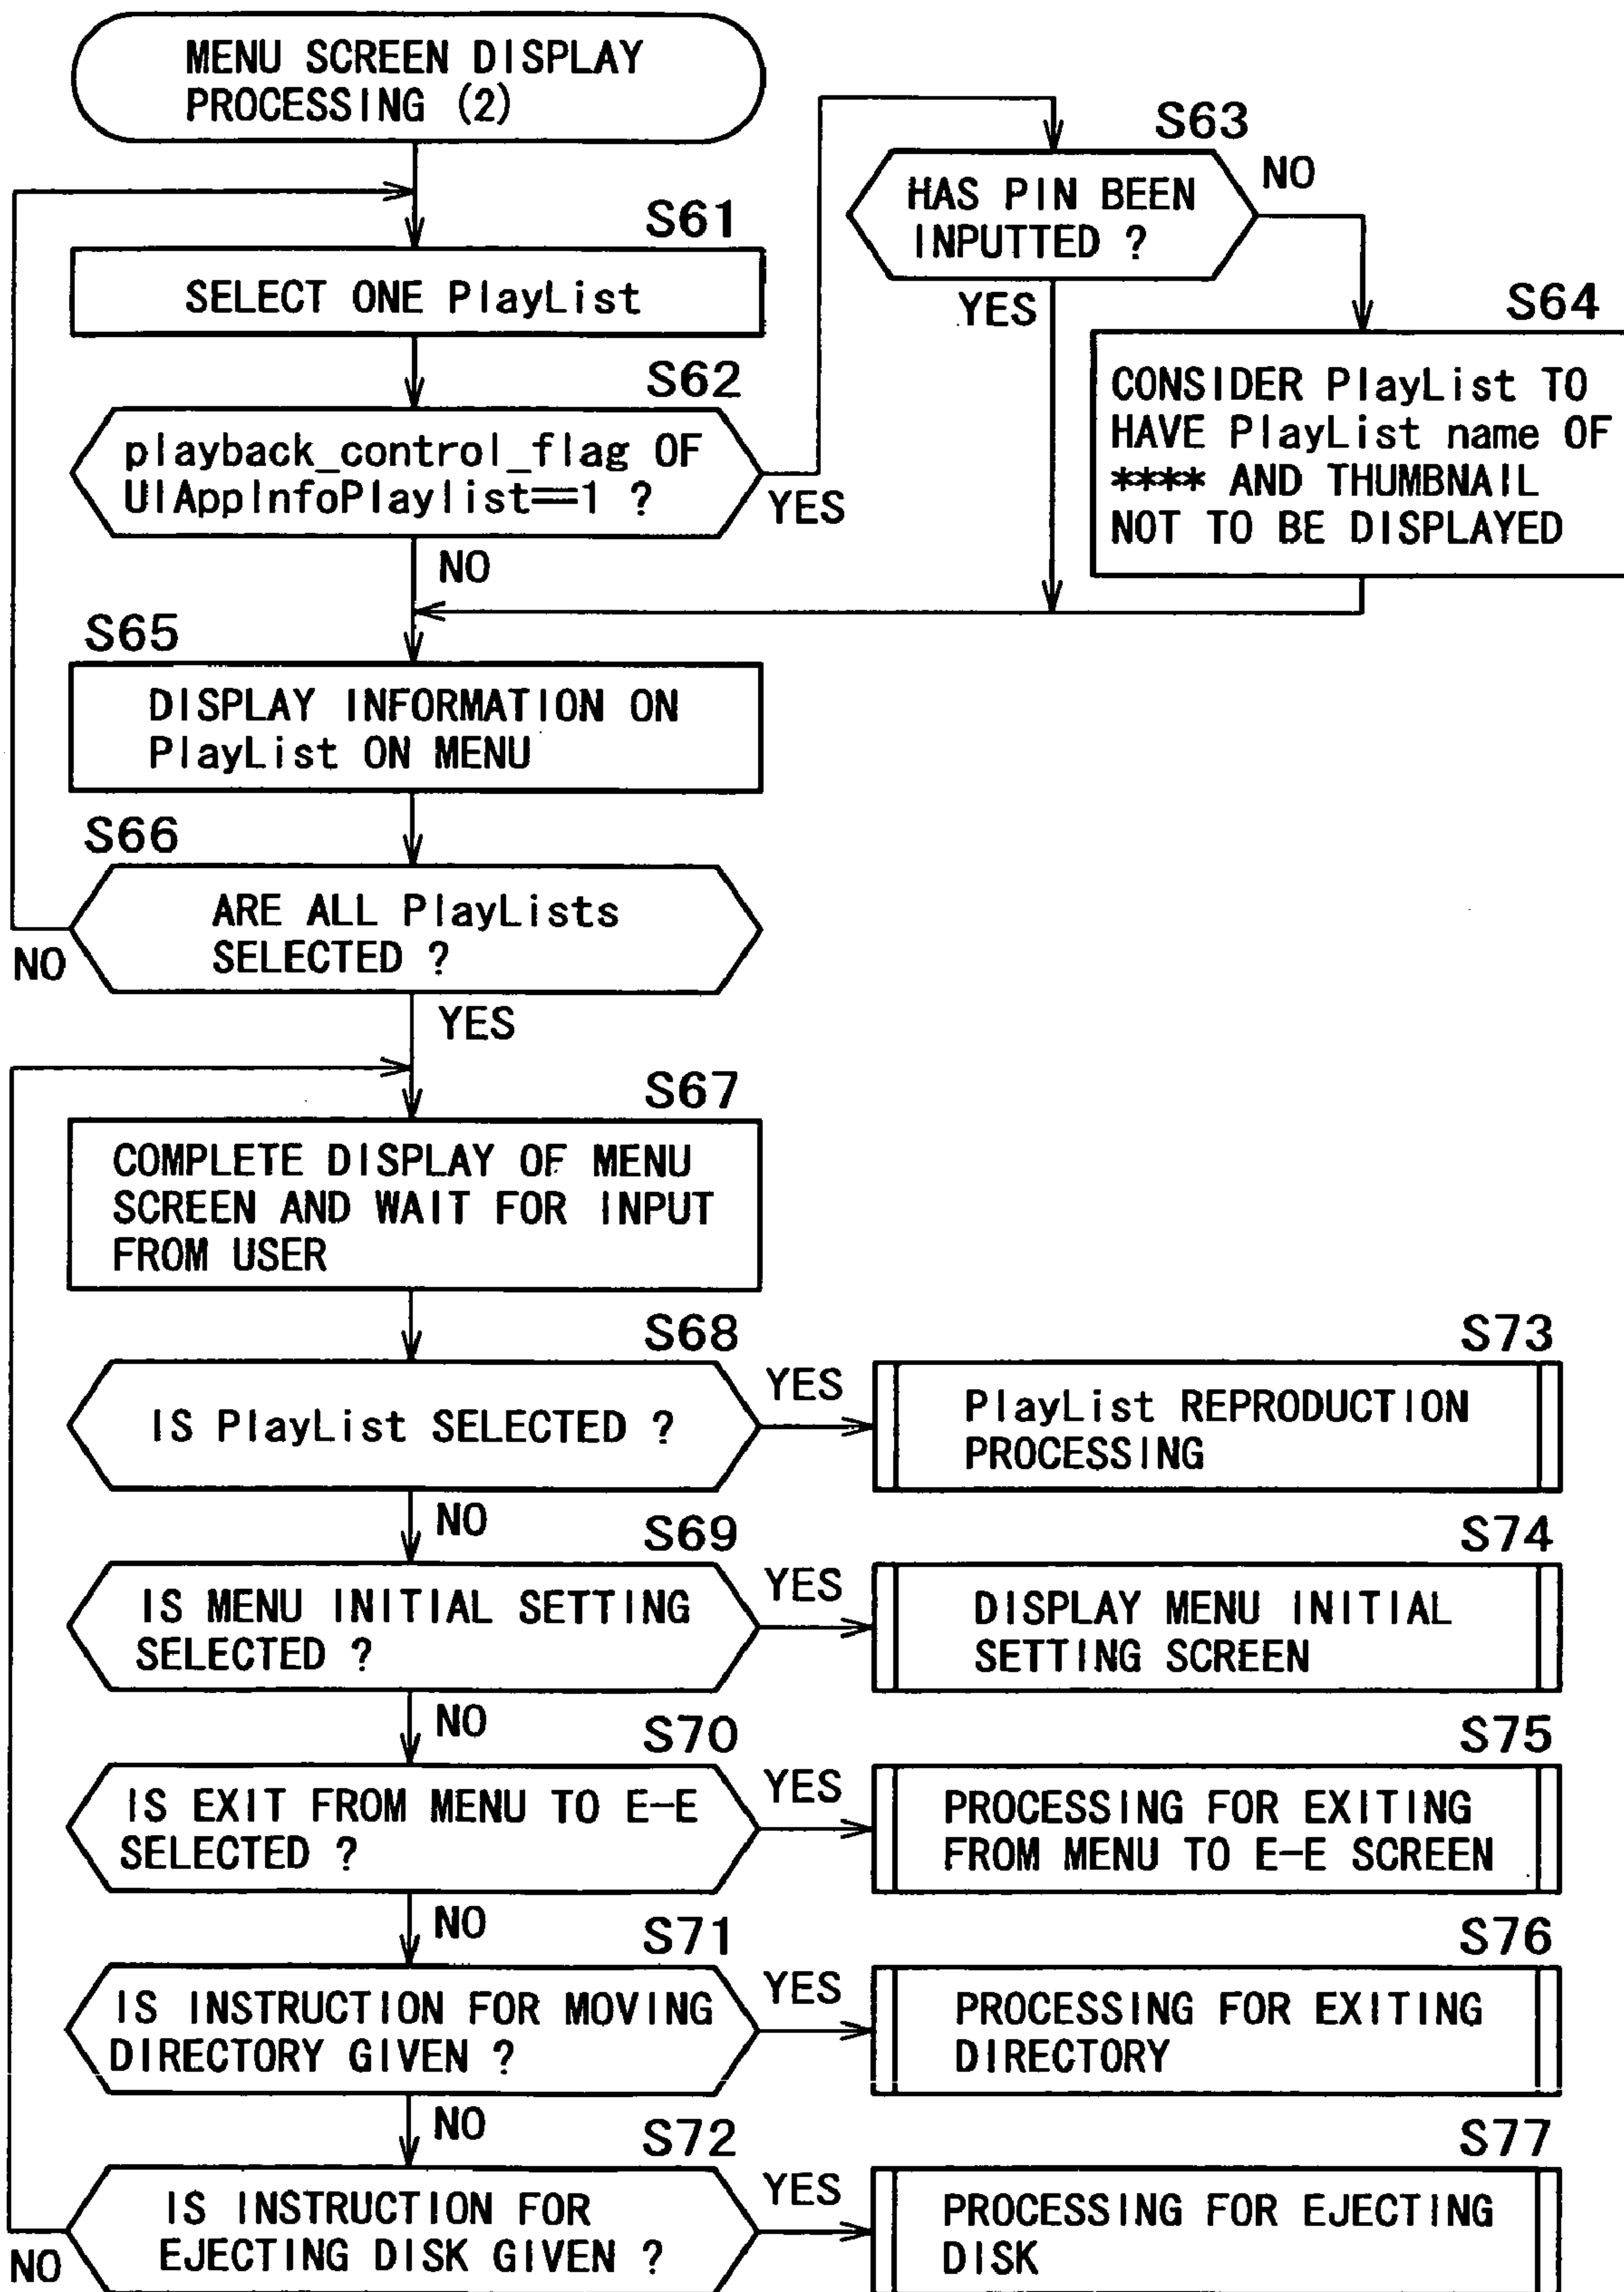 MENU SCREEN DISPLAY
PROCESSING (2)
S61
SELECT ONE PlayList
S62
playback_control_flag OF
UIAppInfoPlaylist==1 ?
YES
NO
S63
HAS PIN BEEN
INPUTTED ?
NO
YES
S64
CONSIDER PlayList TO
HAVE PlayList name OF
**** AND THUMBNAIL
NOT TO BE DISPLAYED
S65
DISPLAY INFORMATION ON
PlayList ON MENU
S66
ARE ALL PlayLists
SELECTED ?
NO
YES
S67
COMPLETE DISPLAY OF MENU
SCREEN AND WAIT FOR INPUT
FROM USER
S68
IS PlayList SELECTED ?
YES
NO
S73
PlayList REPRODUCTION
PROCESSING
S69
IS MENU INITIAL SETTING
SELECTED ?
YES
NO
S74
DISPLAY MENU INITIAL
SETTING SCREEN
S70
IS EXIT FROM MENU TO E-E
SELECTED ?
YES
NO
S75
PROCESSING FOR EXITING
FROM MENU TO E-E SCREEN
S71
IS INSTRUCTION FOR MOVING
DIRECTORY GIVEN ?
YES
NO
S76
PROCESSING FOR EXITING
DIRECTORY
S72
IS INSTRUCTION FOR
EJECTING DISK GIVEN ?
YES
NO
S77
PROCESSING FOR EJECTING
DISK